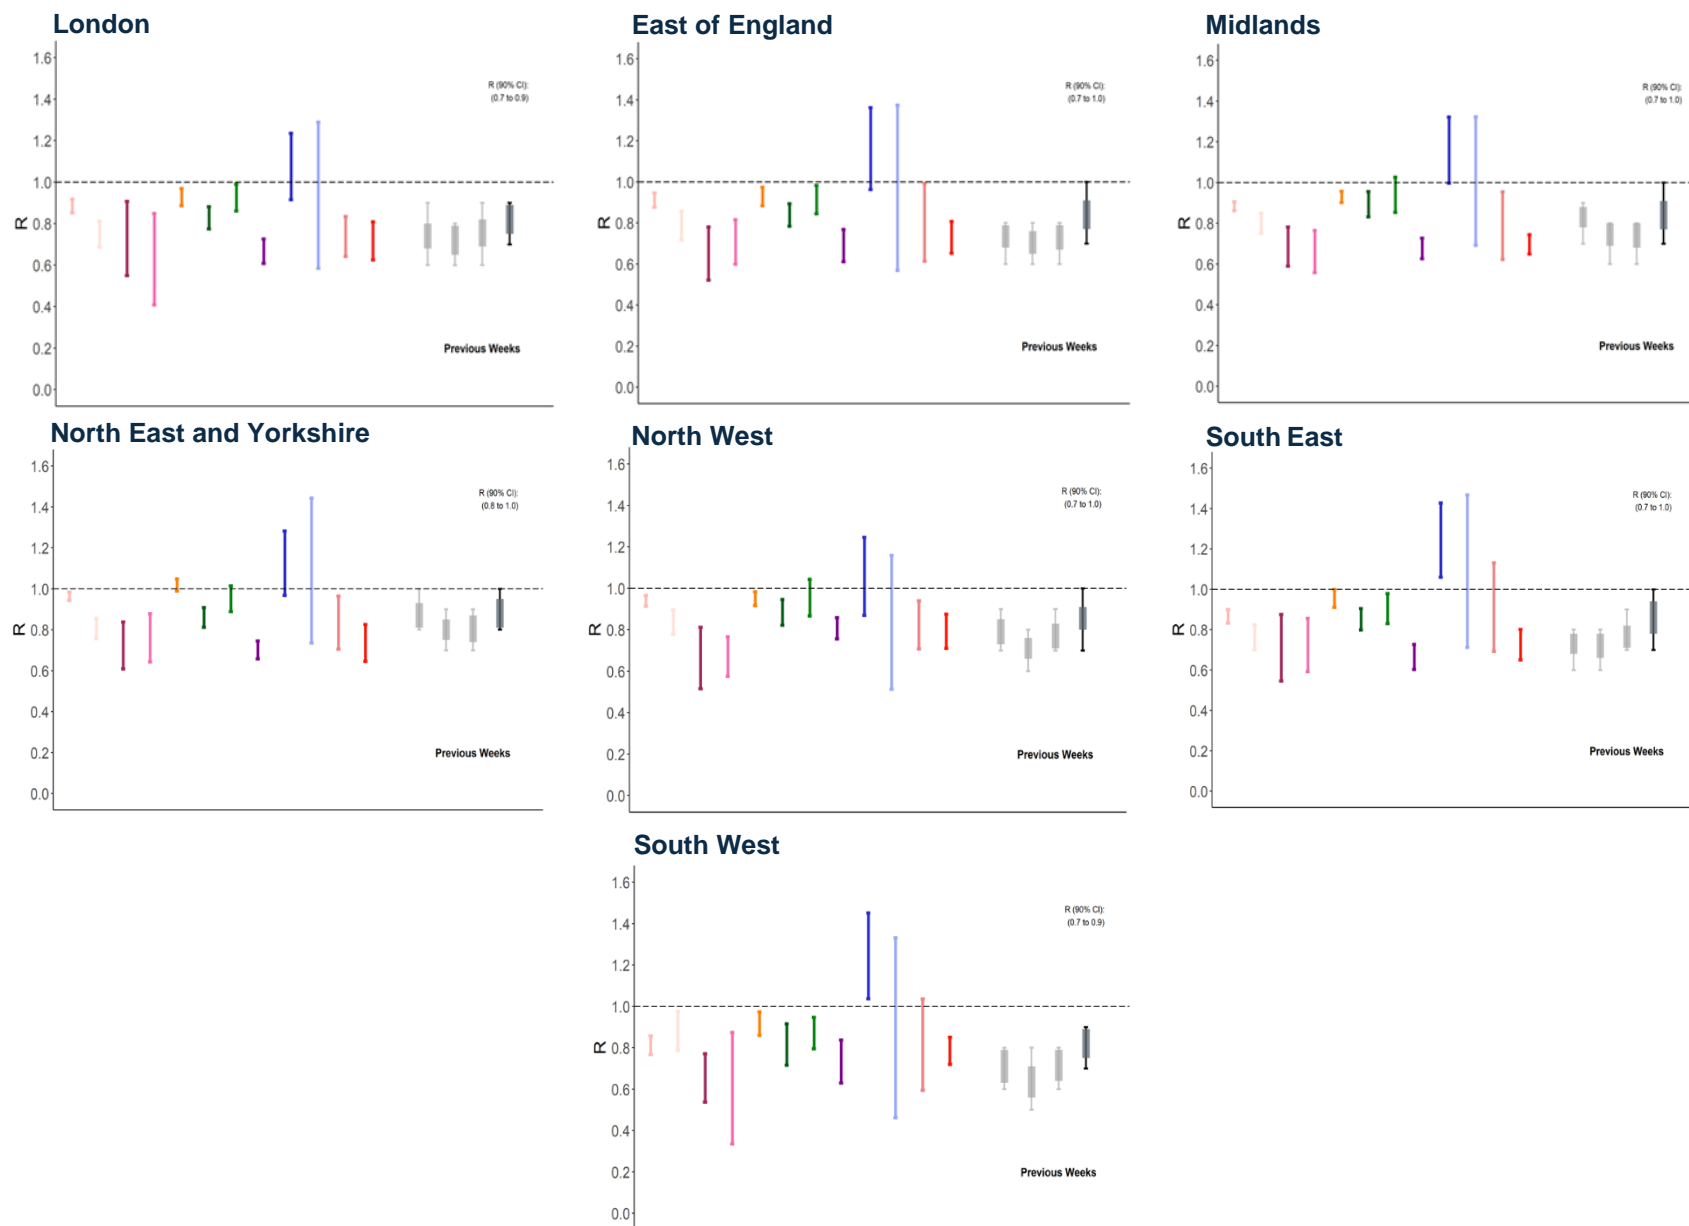 London
1.6
1.4
1.2
1.0
0.8
0.6
0.4
0.2
0.0
R
R (90% CI):
(0.7 to 0.9)
Previous Weeks
East of England
1.6
1.4
1.2
1.0
0.8
0.6
0.4
0.2
0.0
R
R (90% CI):
(0.7 to 1.0)
Previous Weeks
Midlands
1.6
1.4
1.2
1.0
0.8
0.6
0.4
0.2
0.0
R
R (90% CI):
(0.7 to 1.0)
Previous Weeks
North East and Yorkshire
1.6
1.4
1.2
1.0
0.8
0.6
0.4
0.2
0.0
R
R (90% CI):
(0.8 to 1.0)
Previous Weeks
North West
1.6
1.4
1.2
1.0
0.8
0.6
0.4
0.2
0.0
R
R (90% CI):
(0.7 to 1.0)
Previous Weeks
South East
1.6
1.4
1.2
1.0
0.8
0.6
0.4
0.2
0.0
R
R (90% CI):
(0.7 to 1.0)
Previous Weeks
South West
1.6
1.4
1.2
1.0
0.8
0.6
0.4
0.2
0.0
R
R (90% CI):
(0.7 to 0.9)
Previous Weeks